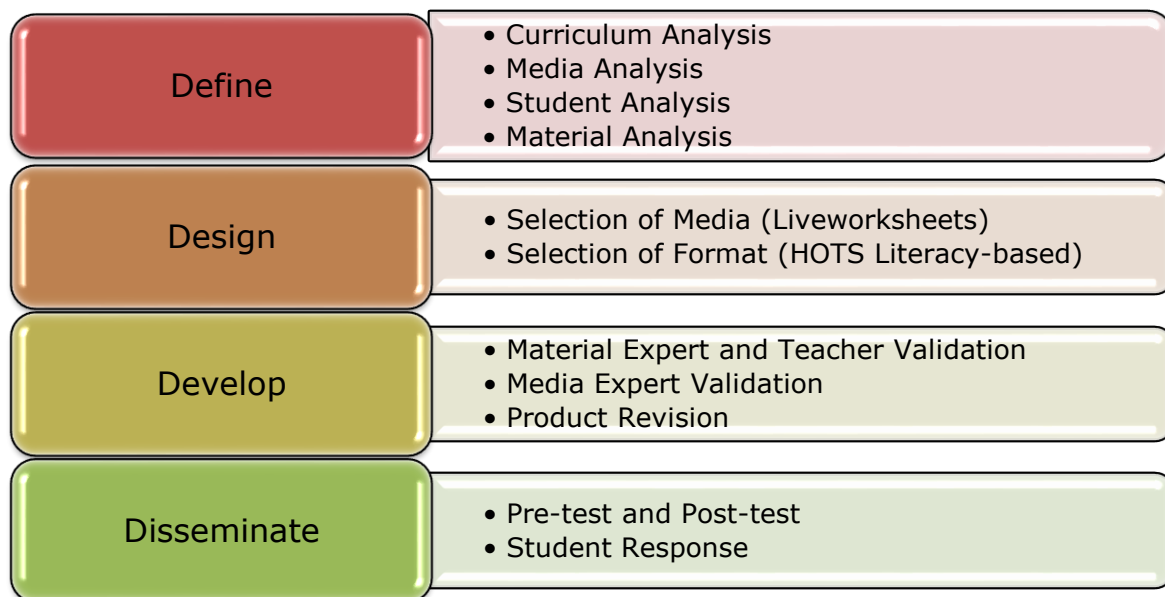 Define
• Curriculum Analysis
• Media Analysis
• Student Analysis
• Material Analysis
Design
• Selection of Media (Liveworksheets)
• Selection of Format (HOTS Literacy-based)
Develop
• Material Expert and Teacher Validation
• Media Expert Validation
• Product Revision
Disseminate
• Pre-test and Post-test
• Student Response